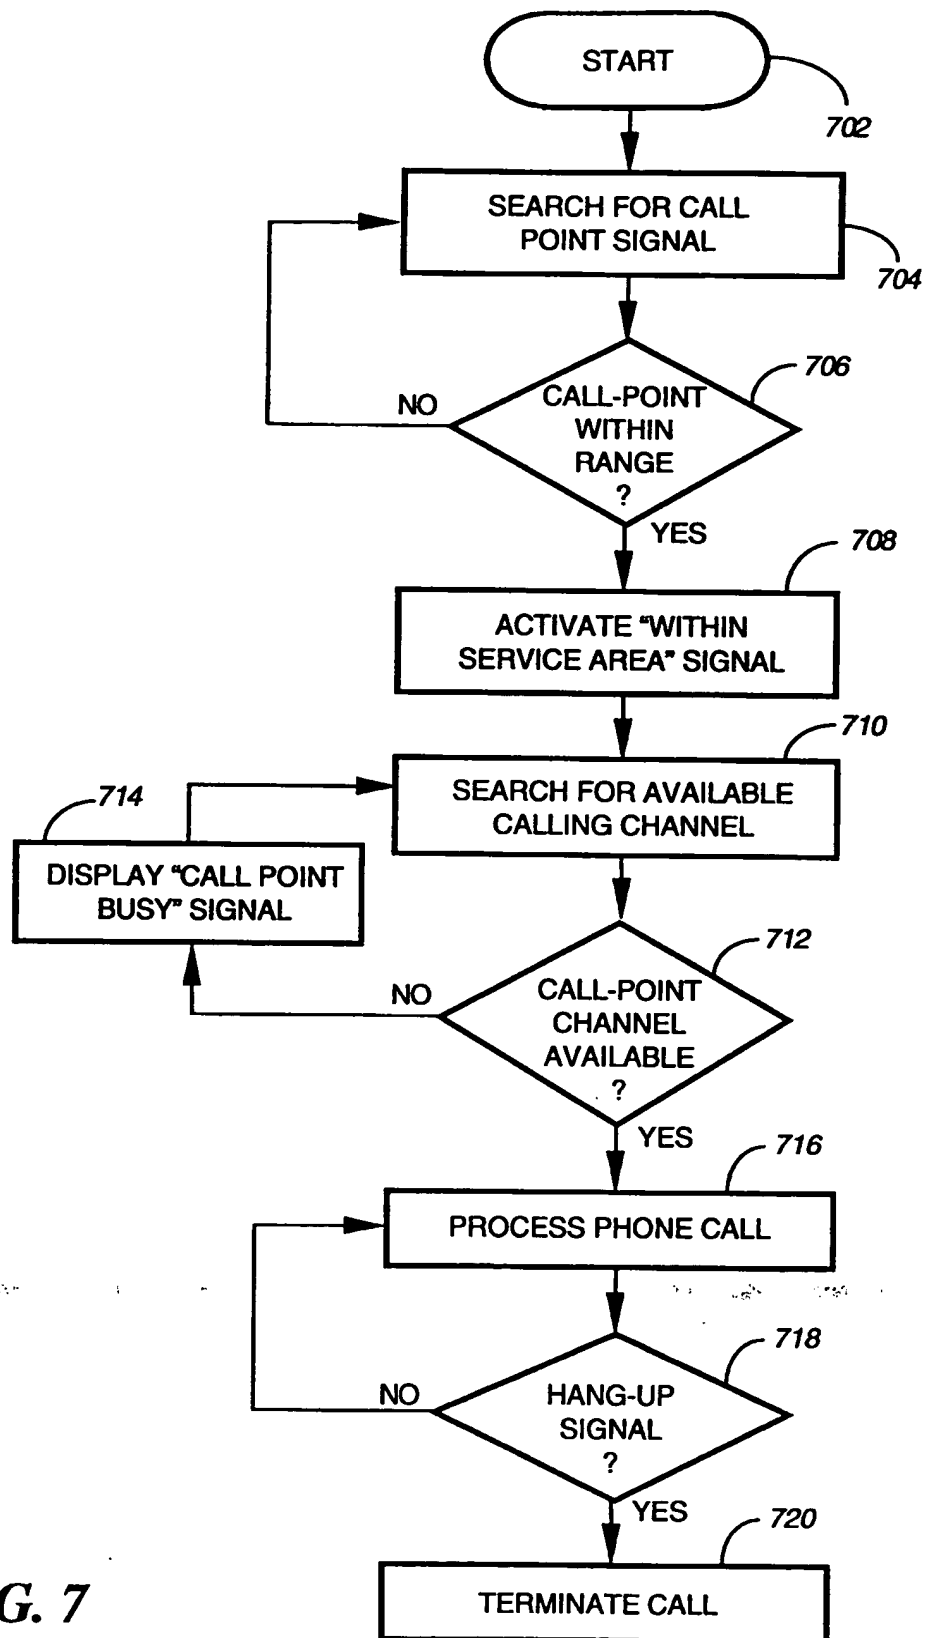 START
702
SEARCH FOR CALL
POINT SIGNAL
704
706
CALL-POINT
WITHIN
RANGE
?
NO
YES
708
ACTIVATE "WITHIN
SERVICE AREA" SIGNAL
710
SEARCH FOR AVAILABLE
CALLING CHANNEL
714
DISPLAY "CALL POINT
BUSY" SIGNAL
712
CALL-POINT
CHANNEL
AVAILABLE
?
NO
YES
716
PROCESS PHONE CALL
718
HANG-UP
SIGNAL
?
NO
YES
720
TERMINATE CALL
G. 7